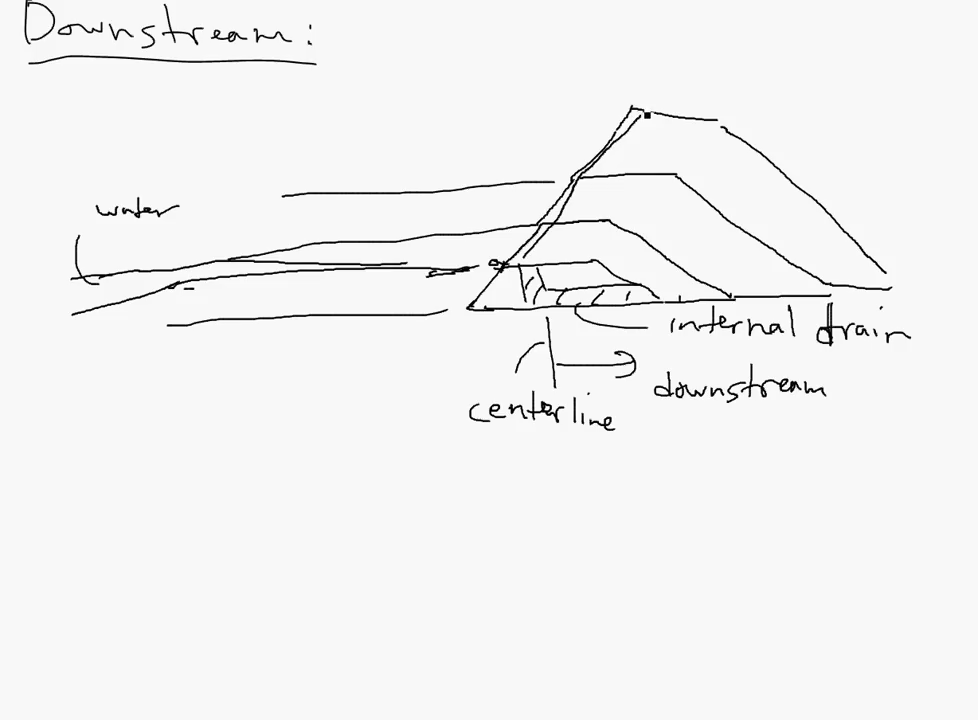 Downstream:
water
internal drain
downstream
centerline